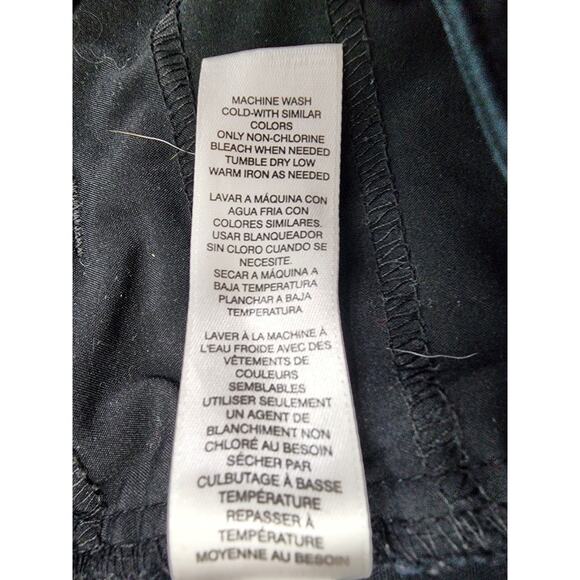 MACHINE WASH
COLD-WITH SIMILAR
COLORS
ONLY NON-CHLORINE
BLEACH WHEN NEEDED
TUMBLE DRY LOW
WARM IRON AS NEEDED
LAVAR A MÁQUINA CON
AGUA FRIA CON
COLORES SIMILARES.
USAR BLANQUEADOR
SIN CLORO CUANDO SE
NECESITE.
SECAR A MÁQUINA A
BAJA TEMPERATURA
PLANCHAR A BAJA
TEMPERATURA
LAVER À LA MACHINE À
L'EAU FROIDE AVEC DES
VÊTEMENTS DE
COULEURS
SEMBLABLES
UTILISER SEULEMENT
UN AGENT DE
BLANCHIMENT NON
CHLORÉ AU BESOIN
SÉCHER PAR
CULBUTAGE À BASSE
TEMPÉRATURE
REPASSER À
TEMPÉRATURE
MOYENNE AU BESOIN